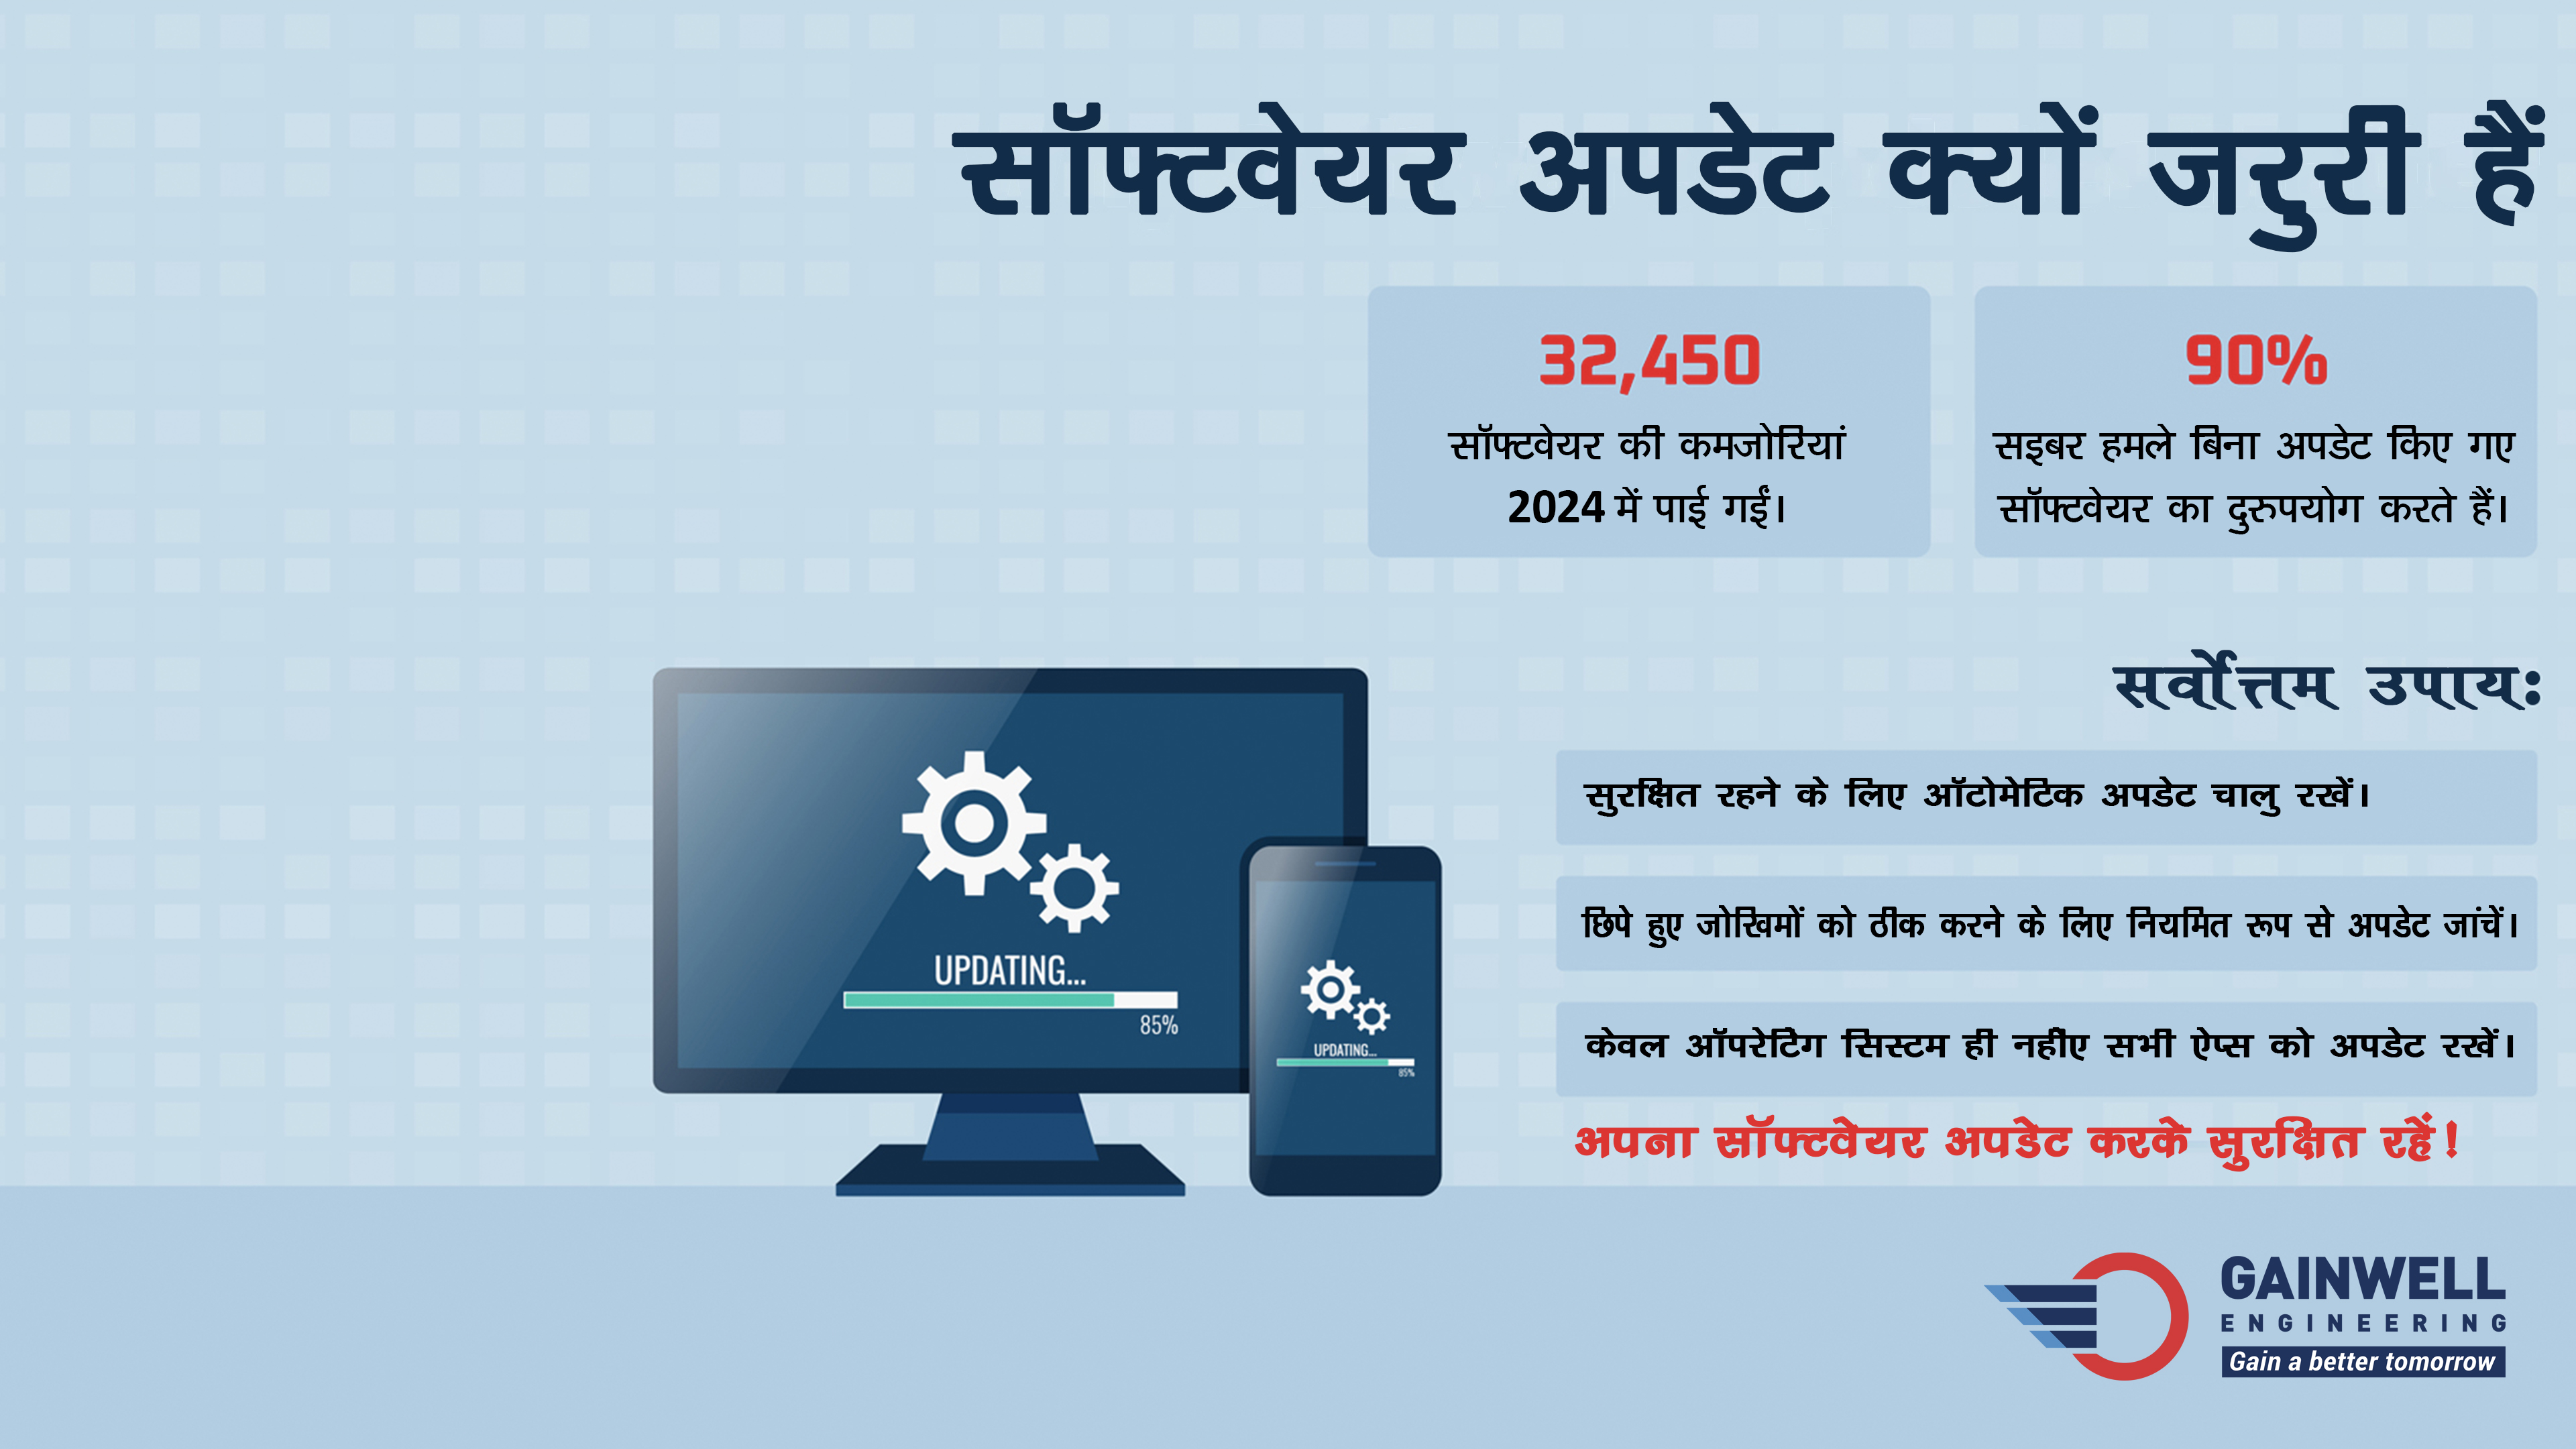 सॉफ्टवेयर अपडेट क्यों जरुरी हैं
32,450
सॉफ्टवेयर की कमजोरियां
2024 में पाई गईं।
90%
सइबर हमले बिना अपडेट किए गए
सॉफ्टवेयर का दुरुपयोग करते हैं।
सर्वोत्तम उपाय:
सुरक्षित रहने के लिए ऑटोमेटिक अपडेट चालु रखें।
छिपे हुए जोखिमों को ठीक करने के लिए नियमित रूप से अपडेट जांचें।
केवल ऑपरेटिंग सिस्टम ही नहींए सभी ऐप्स को अपडेट रखें।
अपना सॉफ्टवेयर अपडेट करके सुरक्षित रहें!
UPDATING...
85%
UPDATING...
85%
GAINWELL
ENGINEERING
Gain a better tomorrow